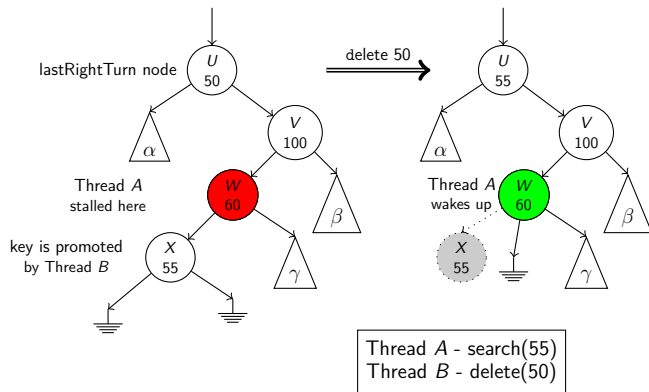 lastRightTurn node
U
50
α
V
100
Thread A
stalled here
W
60
β
key is promoted
by Thread B
X
55
γ
delete 50
U
55
α
V
100
Thread A
wakes up
W
60
β
X
55
γ
Thread A - search(55)
Thread B - delete(50)